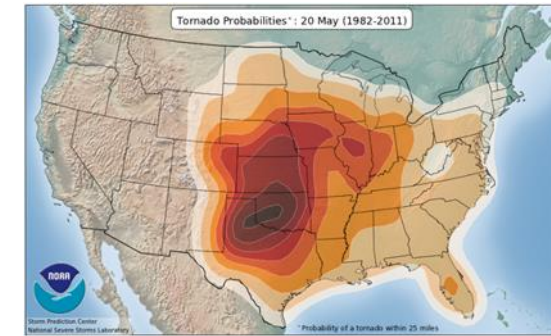 Tornado Probabilities* : 20 May (1982-2011)
NOAA
Storm Prediction Center
National Severe Storms Laboratory
*Probability of a tornado within 25 miles